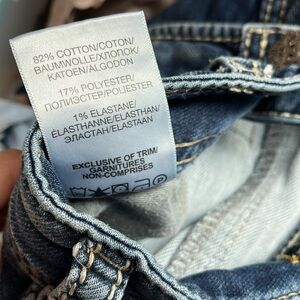 82% COTTON/COTON/
BAUMWOLLE/ХЛОПОК/
KATOEN/ALGODON
17% POLYESTER/
ПОЛИЭСТЕР/POLIESTER
1% ELASTANE/
ÉLASTHANNE/ELASTHAN/
ЭЛАСТАН/ELASTAAN
EXCLUSIVE OF TRIM/
GARNITURES
NON-COMPRISES